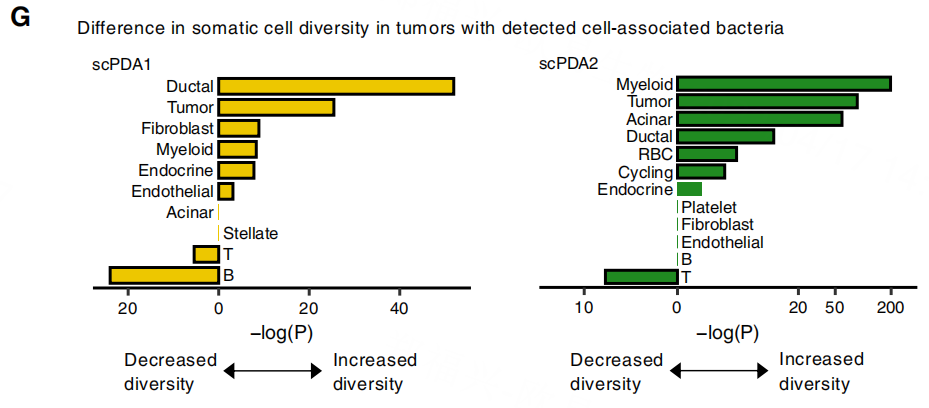 G
Difference in somatic cell diversity in tumors with detected cell-associated bacteria
scPDA1
Ductal
Tumor
Fibroblast
Myeloid
Endocrine
Endothelial
Acinar
Stellate
T
B
20 0 20 40
−log(P)
Decreased diversity
Increased diversity
scPDA2
Myeloid
Tumor
Acinar
Ductal
RBC
Cycling
Endocrine
Platelet
Fibroblast
Endothelial
B
T
10 0 20 50 200
−log(P)
Decreased diversity
Increased diversity